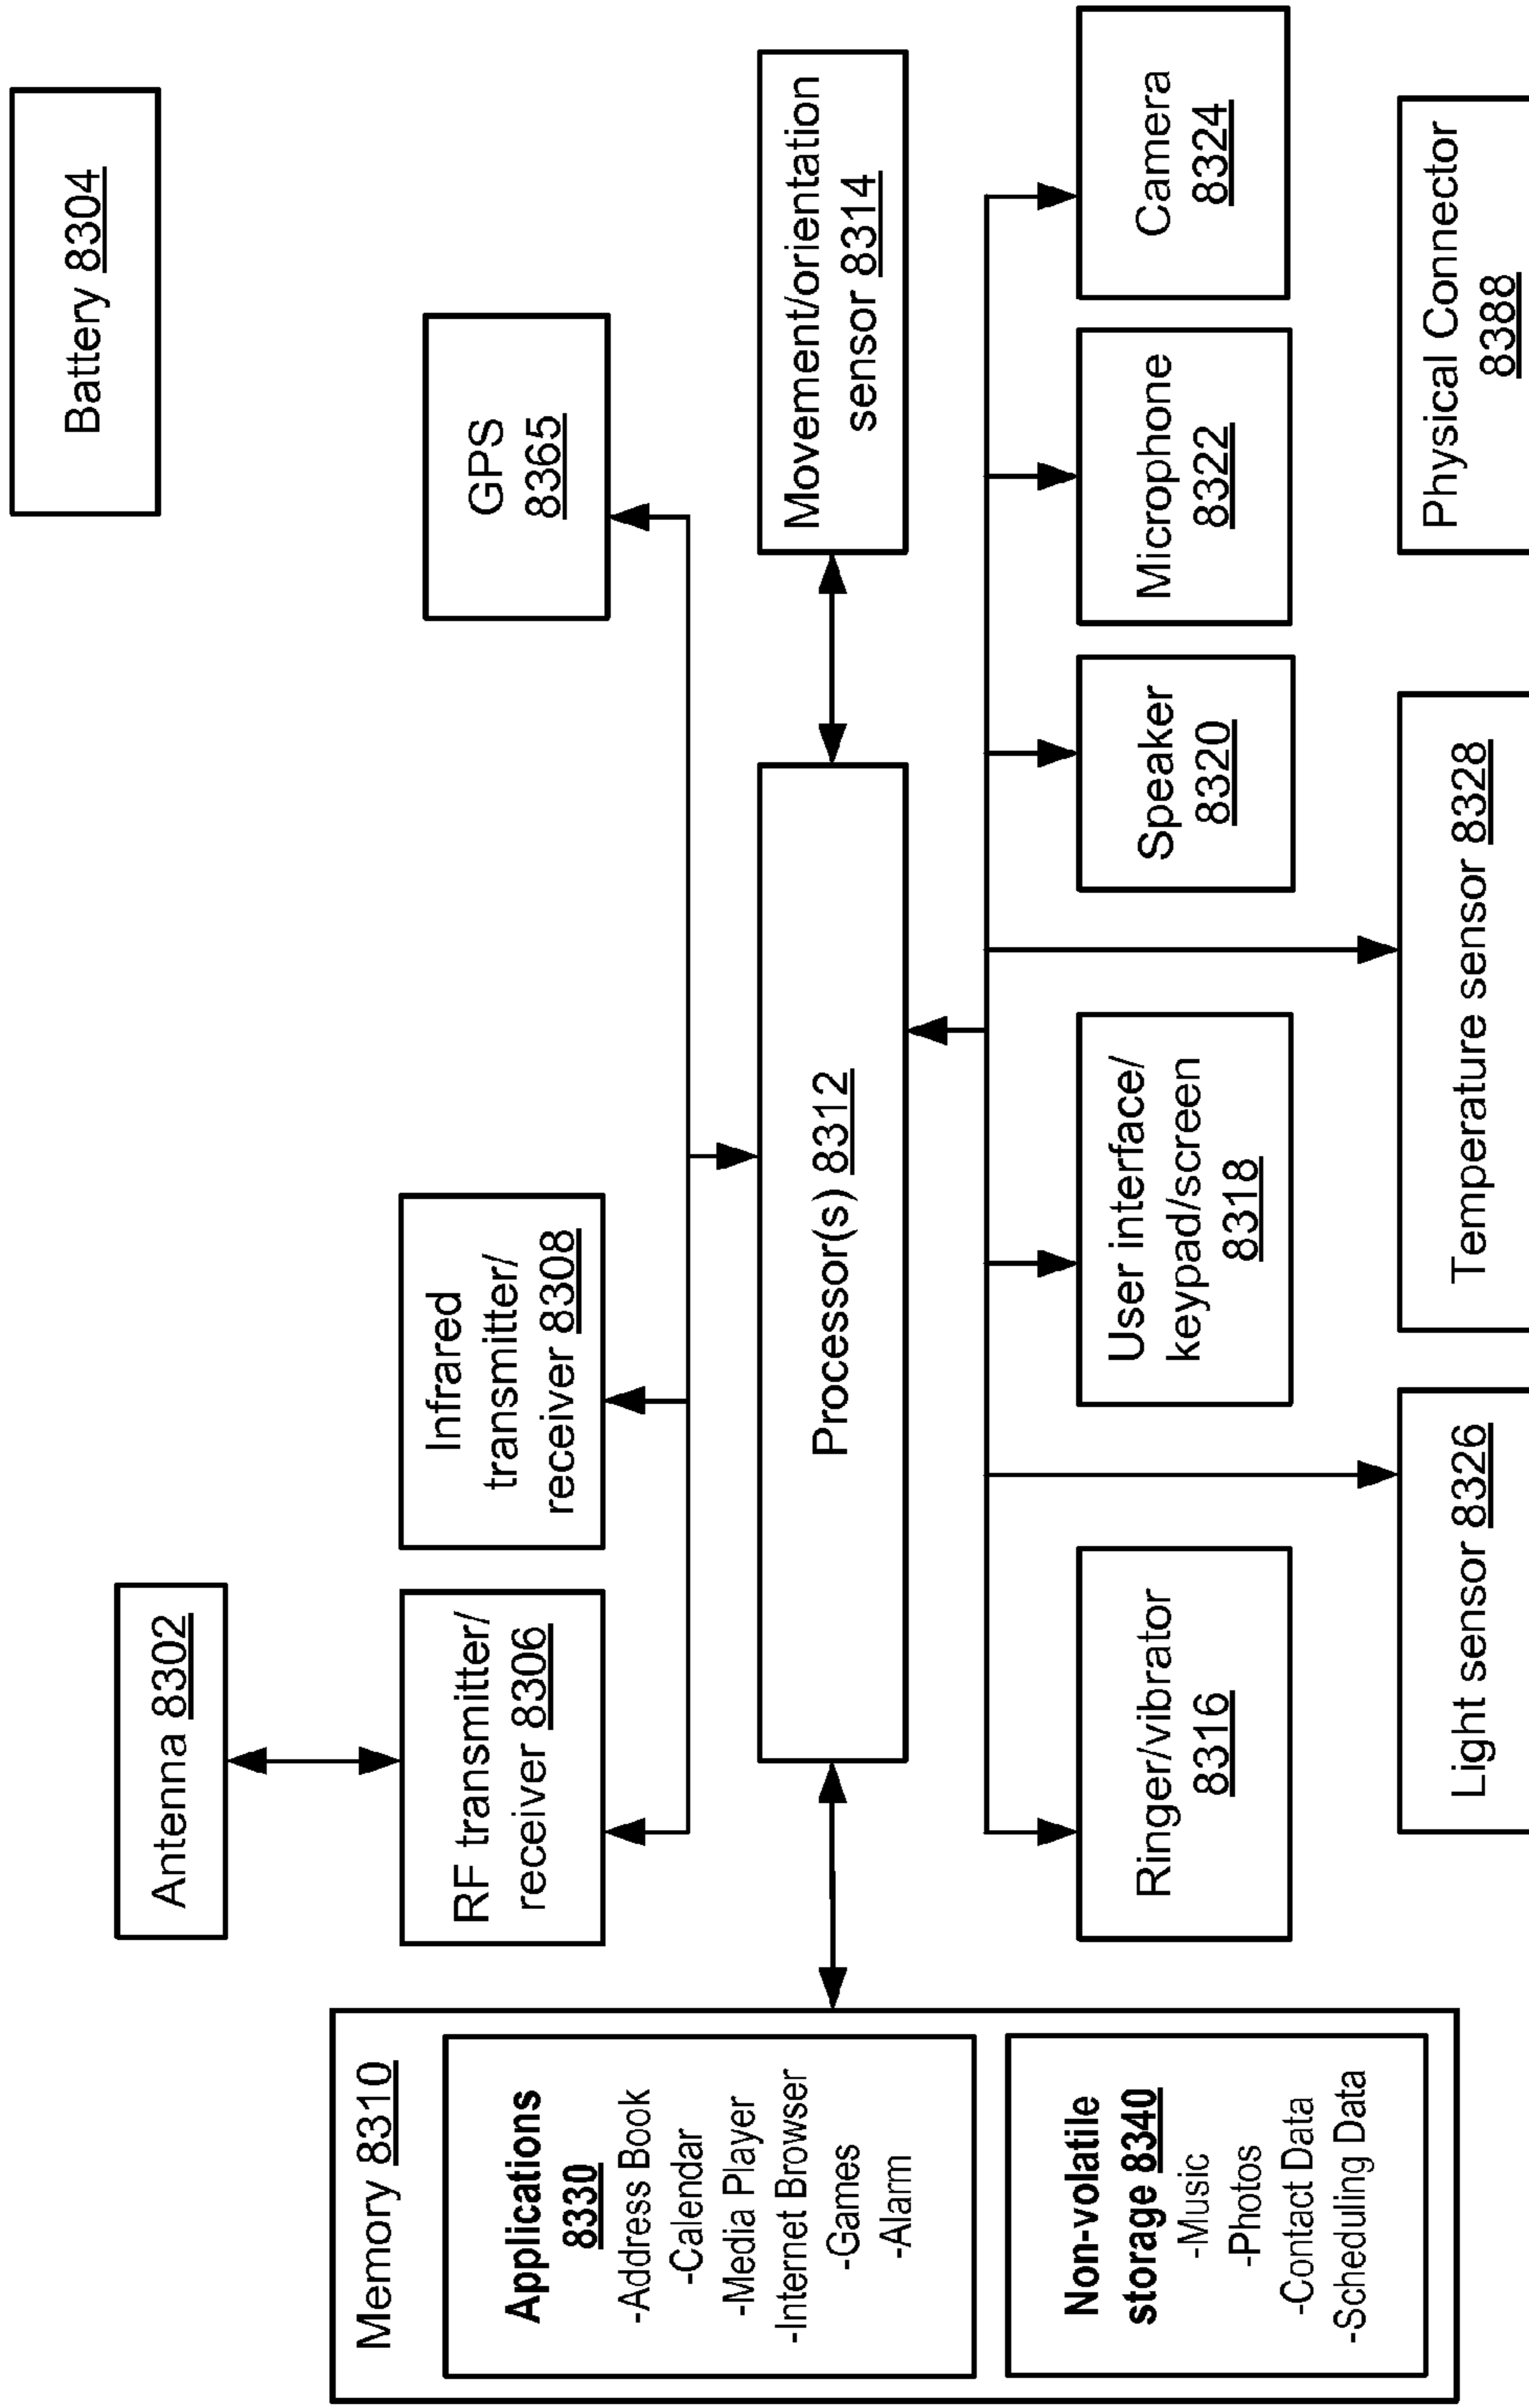 Battery 8304
Antenna 8302
RF transmitter/
receiver 8306
Infrared
transmitter/
receiver 8308
GPS
8365
Memory 8310
Applications
8330
-Address Book
-Calendar
-Media Player
-Internet Browser
-Games
-Alarm
Non-volatile
storage 8340
-Music
-Photos
-Contact Data
-Scheduling Data
Processor(s) 8312
Movement/orientation
sensor 8314
Ringer/vibrator
8316
User interface/
keypad/screen
8318
Speaker
8320
Microphone
8322
Camera
8324
Light sensor 8326
Temperature sensor 8328
Physical Connector
8388